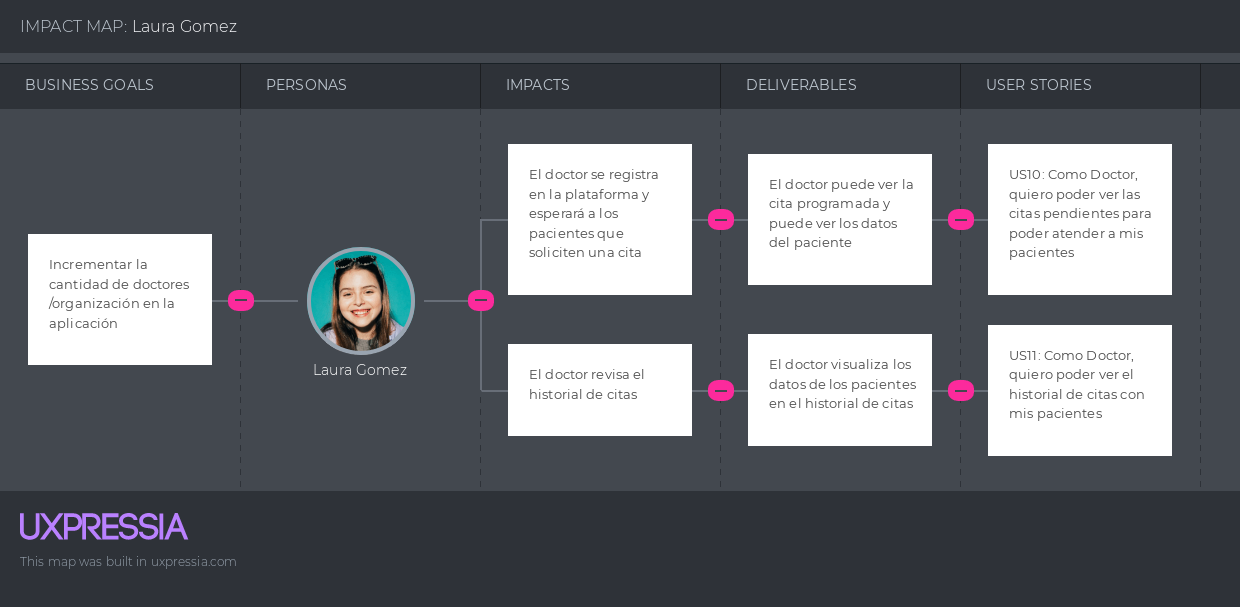 IMPACT MAP: Laura Gomez
BUSINESS GOALS
PERSONAS
IMPACTS
DELIVERABLES
USER STORIES
Incrementar la
cantidad de doctores
/organización en la
aplicación
Laura Gomez
El doctor se registra
en la plataforma y
esperará a los
pacientes que
soliciten una cita
El doctor puede ver la
cita programada y
puede ver los datos
del paciente
US10: Como Doctor,
quiero poder ver las
citas pendientes para
poder atender a mis
pacientes
El doctor revisa el
historial de citas
El doctor visualiza los
datos de los pacientes
en el historial de citas
US11: Como Doctor,
quiero poder ver el
historial de citas con
mis pacientes
UXPRESSIA
This map was built in uxpressia.com